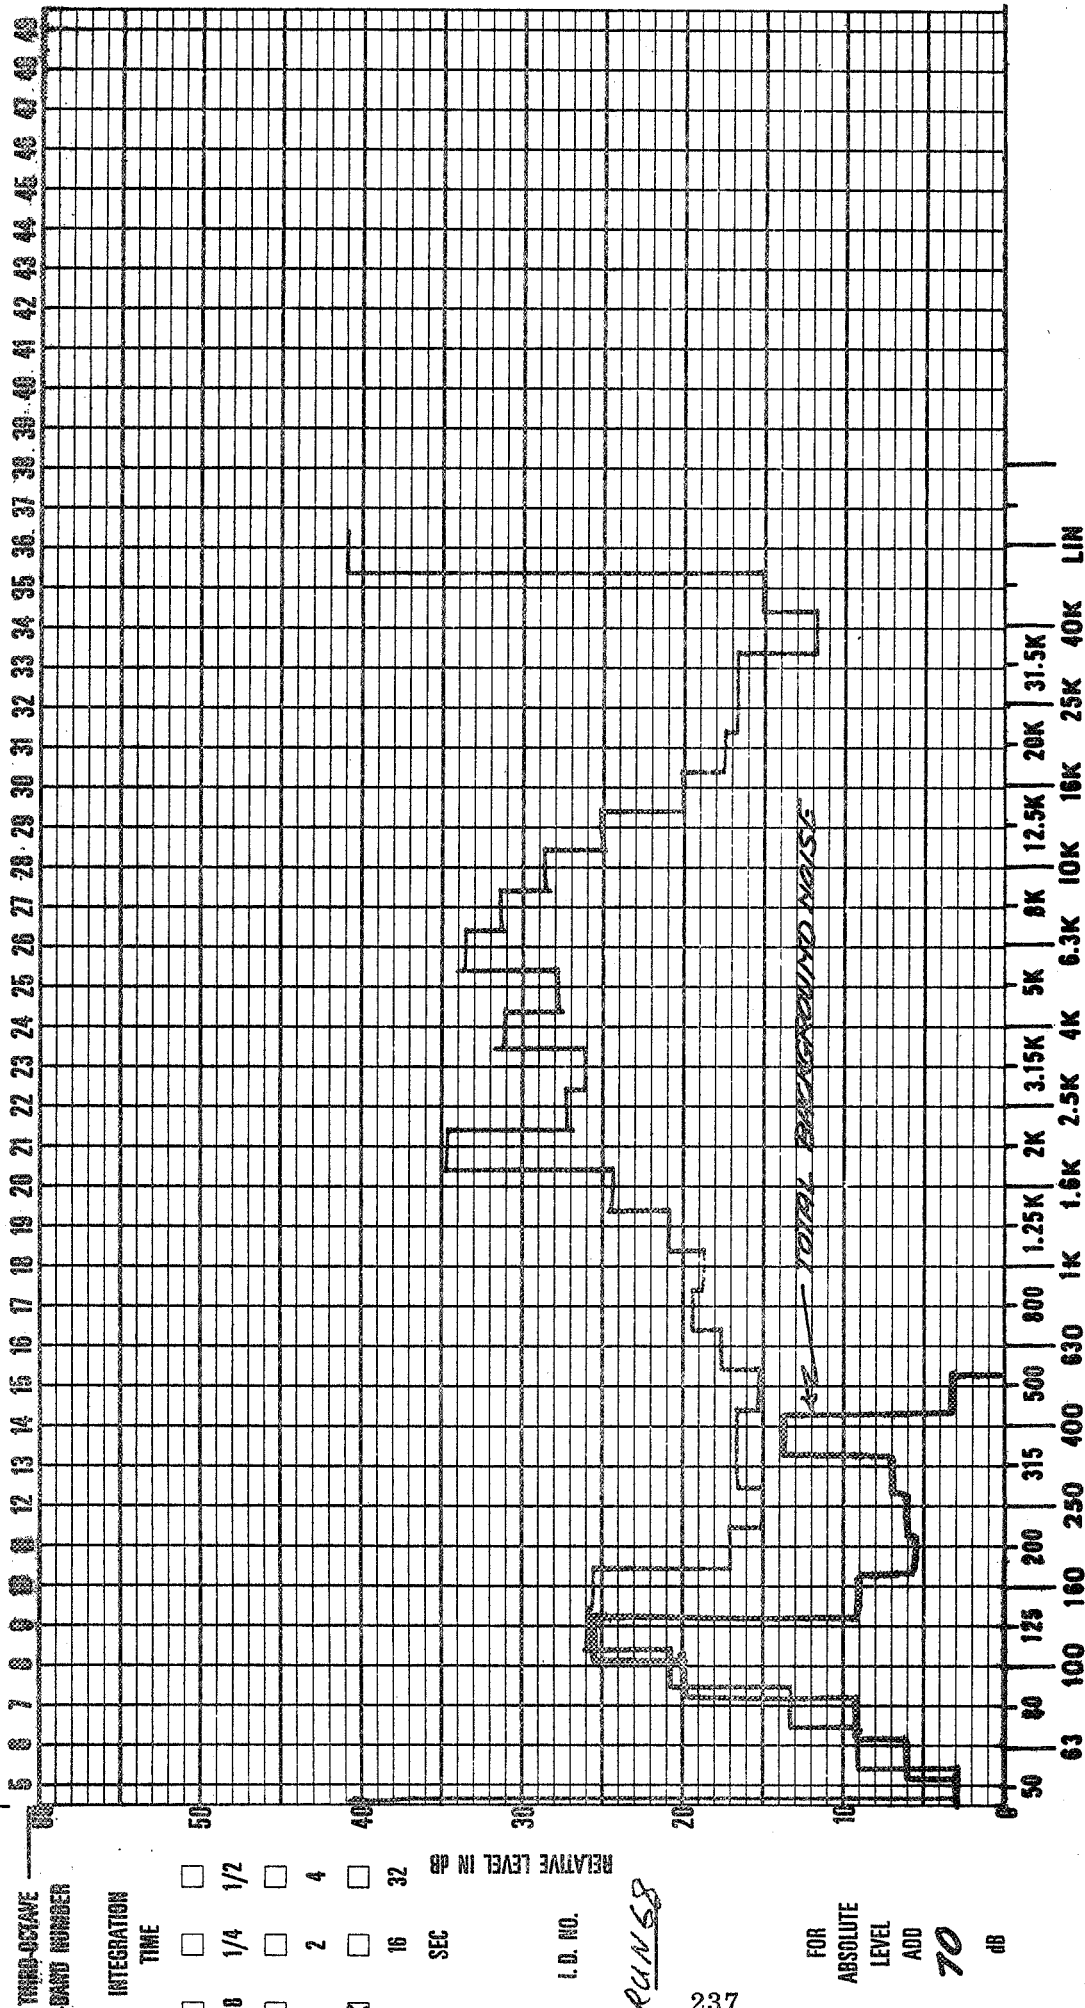 THIRD-OCTAVE
BAND NUMBER
5 6 7 8 9 10 11 12 13 14 15 16 17 18 19 20 21 22 23 24 25 26 27 28 29 30 31 32 33 34 35 36 37 38 39 40 41 42 43 44 45 46 47 48 49
INTEGRATION
TIME
8 1/4 1/2
2 4
16 32
SEC
RELATIVE LEVEL IN dB
50
40
30
20
10
0
I.D. NO.
RUN 68
237
FOR
ABSOLUTE
LEVEL
ADD
70
dB
TOTAL BACKGROUND NOISE
50 80 125 200 315 500 800 1.25K 2K 3.15K 5K 8K 12.5K 20K 31.5K
63 100 160 250 400 630 1K 1.6K 2.5K 4K 6.3K 10K 16K 25K 40K LIN